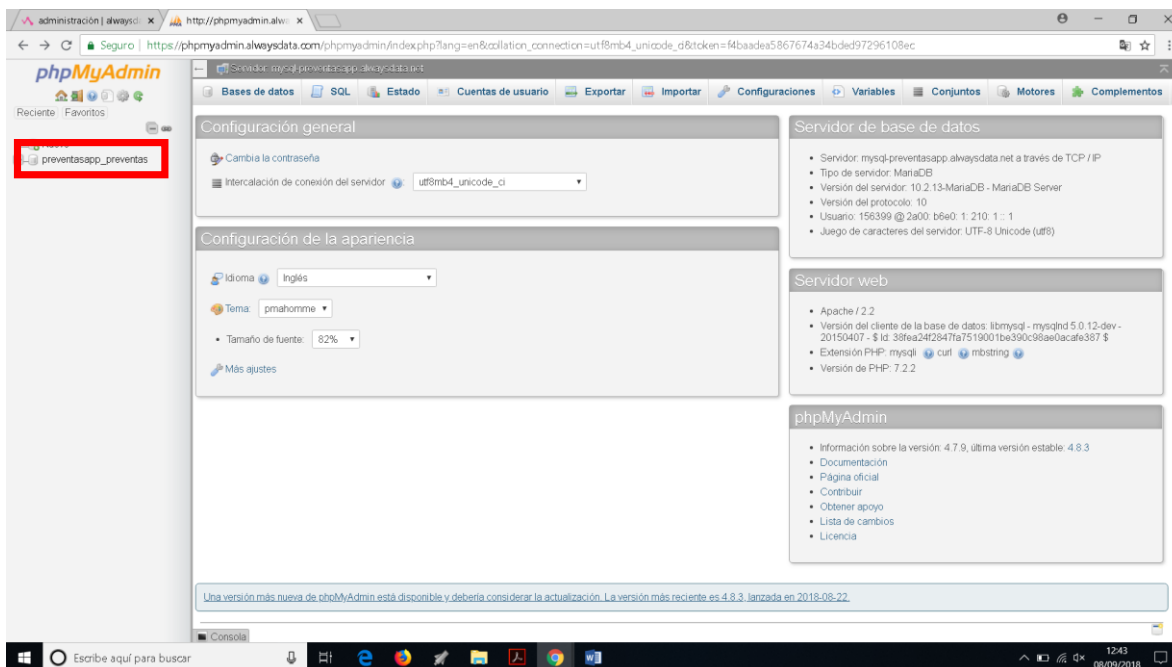 administración | alwaysd
http://phpmyadmin.alwa
Seguro | https://phpmyadmin.alwaysdata.com/phpmyadmin/index.php?lang=en&collation_connection=utf8mb4_unicode_ci&token=f4baadea5867674a34bded97296108ec
phpMyAdmin
Reciente Favoritos
preventasapp_preventas
Servidor: mysql-preventasapp.alwaysdata.net
Bases de datos SQL Estado Cuentas de usuario Exportar Importar Configuraciones Variables Conjuntos Motores Complementos
Configuración general
Cambia la contraseña
Intercalación de conexión del servidor utf8mb4_unicode_ci
Configuración de la apariencia
Idioma Inglés
Tema: pmahomme
Tamaño de fuente: 82%
Más ajustes
Servidor de base de datos
Servidor: mysql-preventasapp.alwaysdata.net a través de TCP / IP
Tipo de servidor: MariaDB
Versión del servidor: 10.2.13-MariaDB - MariaDB Server
Versión del protocolo: 10
Usuario: 156399 @ 2a00: b6e0: 1: 210: 1 :: 1
Juego de caracteres del servidor: UTF-8 Unicode (utf8)
Servidor web
Apache / 2.2
Versión del cliente de la base de datos: libmysql - mysqlnd 5.0.12-dev -
20150407 - $ Id: 38fea24f2847fa7519001be390c98ae0acafe387 $
Extensión PHP: mysqli curl mbstring
Versión de PHP: 7.2.2
phpMyAdmin
Información sobre la versión: 4.7.9, última versión estable: 4.8.3
Documentación
Página oficial
Contribuir
Obtener apoyo
Lista de cambios
Licencia
Una versión más nueva de phpMyAdmin está disponible y debería considerar la actualización. La versión más reciente es 4.8.3, lanzada en 2018-08-22.
Consola
Escribe aquí para buscar
12:43
08/09/2018